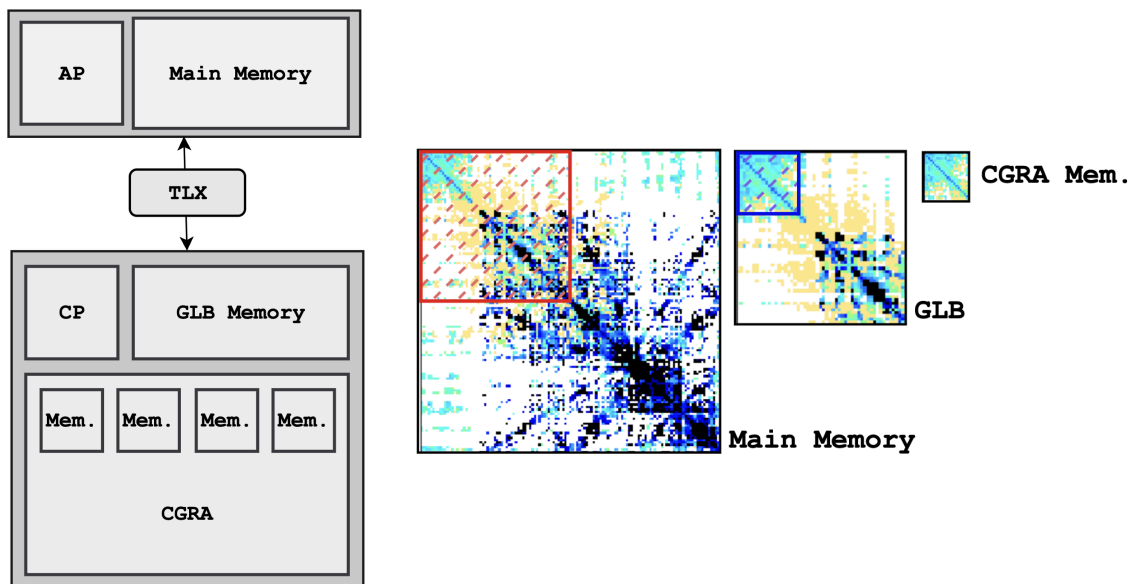 AP
Main Memory
TLX
CP
GLB Memory
Mem.
Mem.
Mem.
Mem.
CGRA
Main Memory
GLB
CGRA Mem.